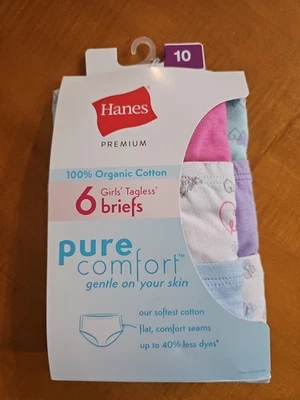 10
Hanes
PREMIUM
100% Organic Cotton
6 Girls' Tagless®
briefs
pure
comfort™
gentle on your skin
our softest cotton
flat, comfort seams
up to 40% less dyes*